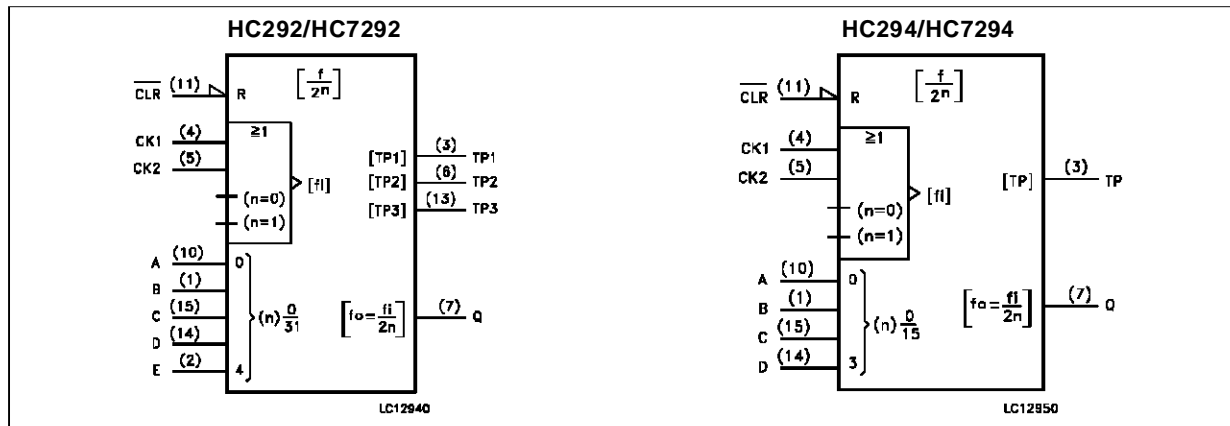 HC292/HC7292
CLR (11) R [f/2n]
CK1 (4) ≧1
CK2 (5)
(n=0)
(n=1)
[fI]
[TP1] (3) TP1
[TP2] (6) TP2
[TP3] (13) TP3
A (10) 0
B (1)
C (15)
D (14)
E (2) 4
(n) 0/31
[fo=fi/2n] (7) Q
LC12940
HC294/HC7294
CLR (11) R [f/2n]
CK1 (4) ≧1
CK2 (5)
(n=0)
(n=1)
[fI]
[TP] (3) TP
A (10) 0
B (1)
C (15)
D (14) 3
(n) 0/15
[fo=fi/2n] (7) Q
LC12950